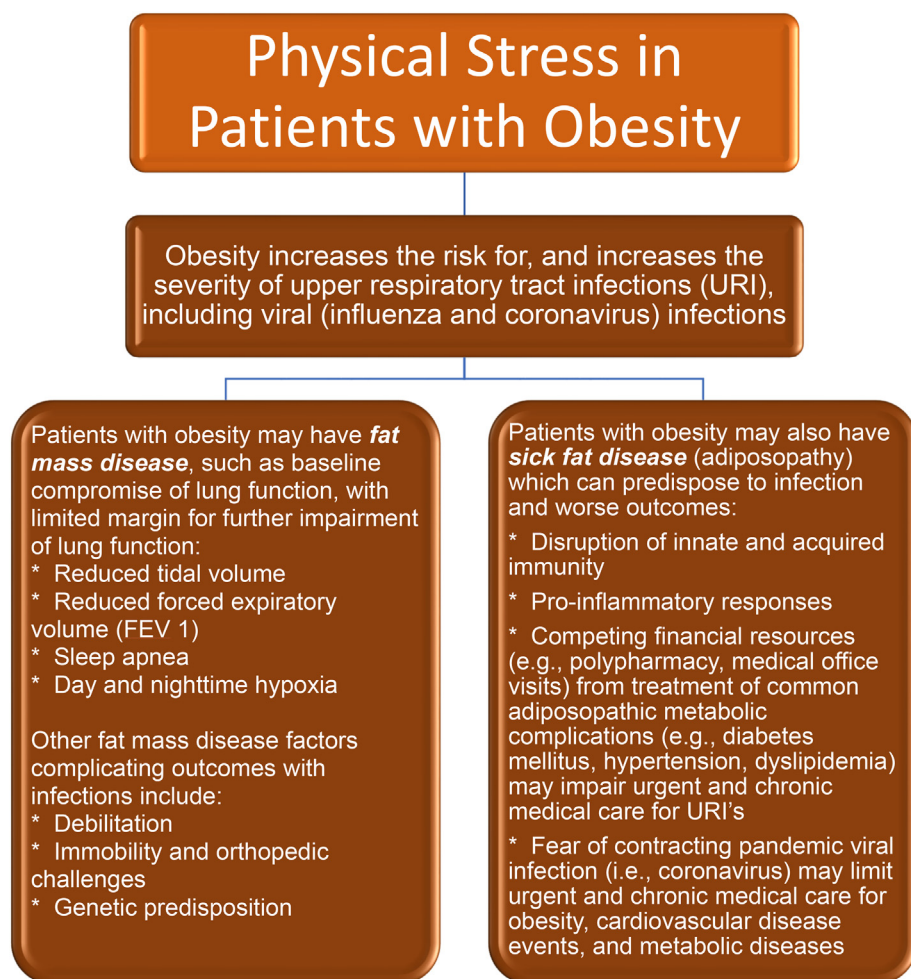 Physical Stress in
Patients with Obesity
Obesity increases the risk for, and increases the
severity of upper respiratory tract infections (URI),
including viral (influenza and coronavirus) infections
Patients with obesity may have fat
mass disease, such as baseline
compromise of lung function, with
limited margin for further impairment
of lung function:
* Reduced tidal volume
* Reduced forced expiratory
volume (FEV 1)
* Sleep apnea
* Day and nighttime hypoxia
Other fat mass disease factors
complicating outcomes with
infections include:
* Debilitation
* Immobility and orthopedic
challenges
* Genetic predisposition
Patients with obesity may also have
sick fat disease (adiposopathy)
which can predispose to infection
and worse outcomes:
* Disruption of innate and acquired
immunity
* Pro-inflammatory responses
* Competing financial resources
(e.g., polypharmacy, medical office
visits) from treatment of common
adiposopathic metabolic
complications (e.g., diabetes
mellitus, hypertension, dyslipidemia)
may impair urgent and chronic
medical care for URI's
* Fear of contracting pandemic viral
infection (i.e., coronavirus) may limit
urgent and chronic medical care for
obesity, cardiovascular disease
events, and metabolic diseases